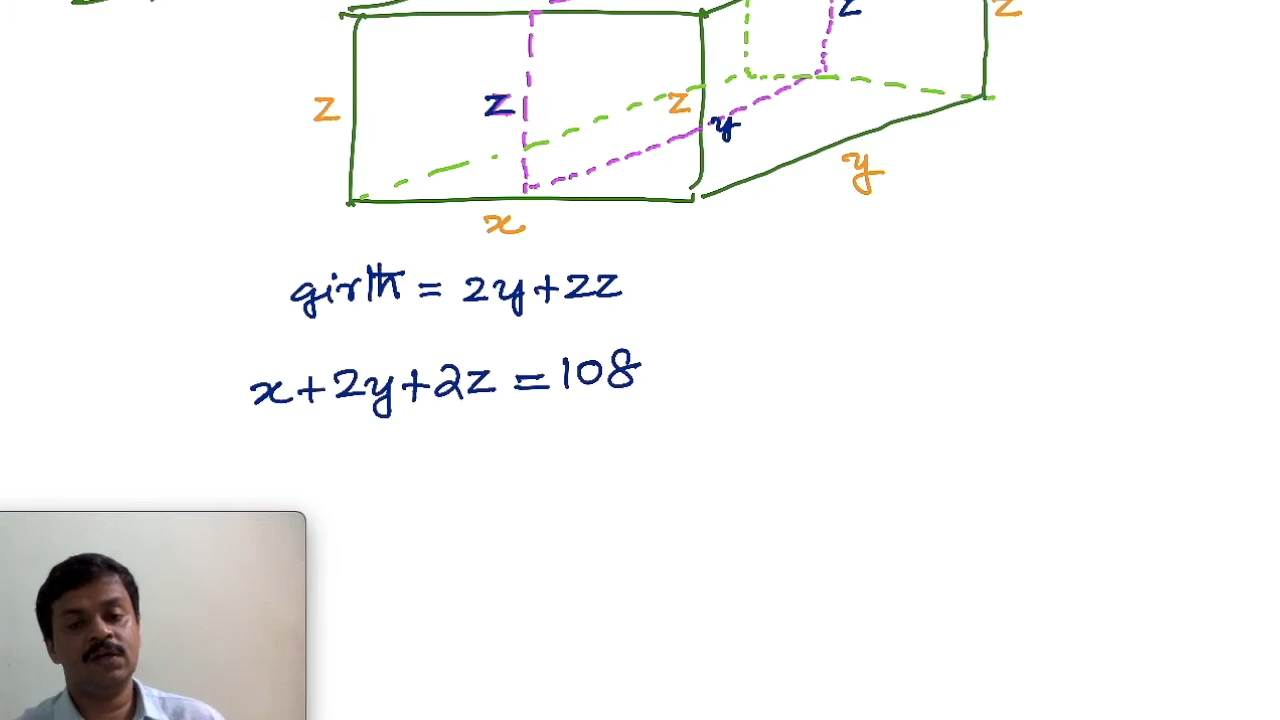 z
z
z
z
z
y
y
x
girth = 2y+2z
x+2y+2z = 108